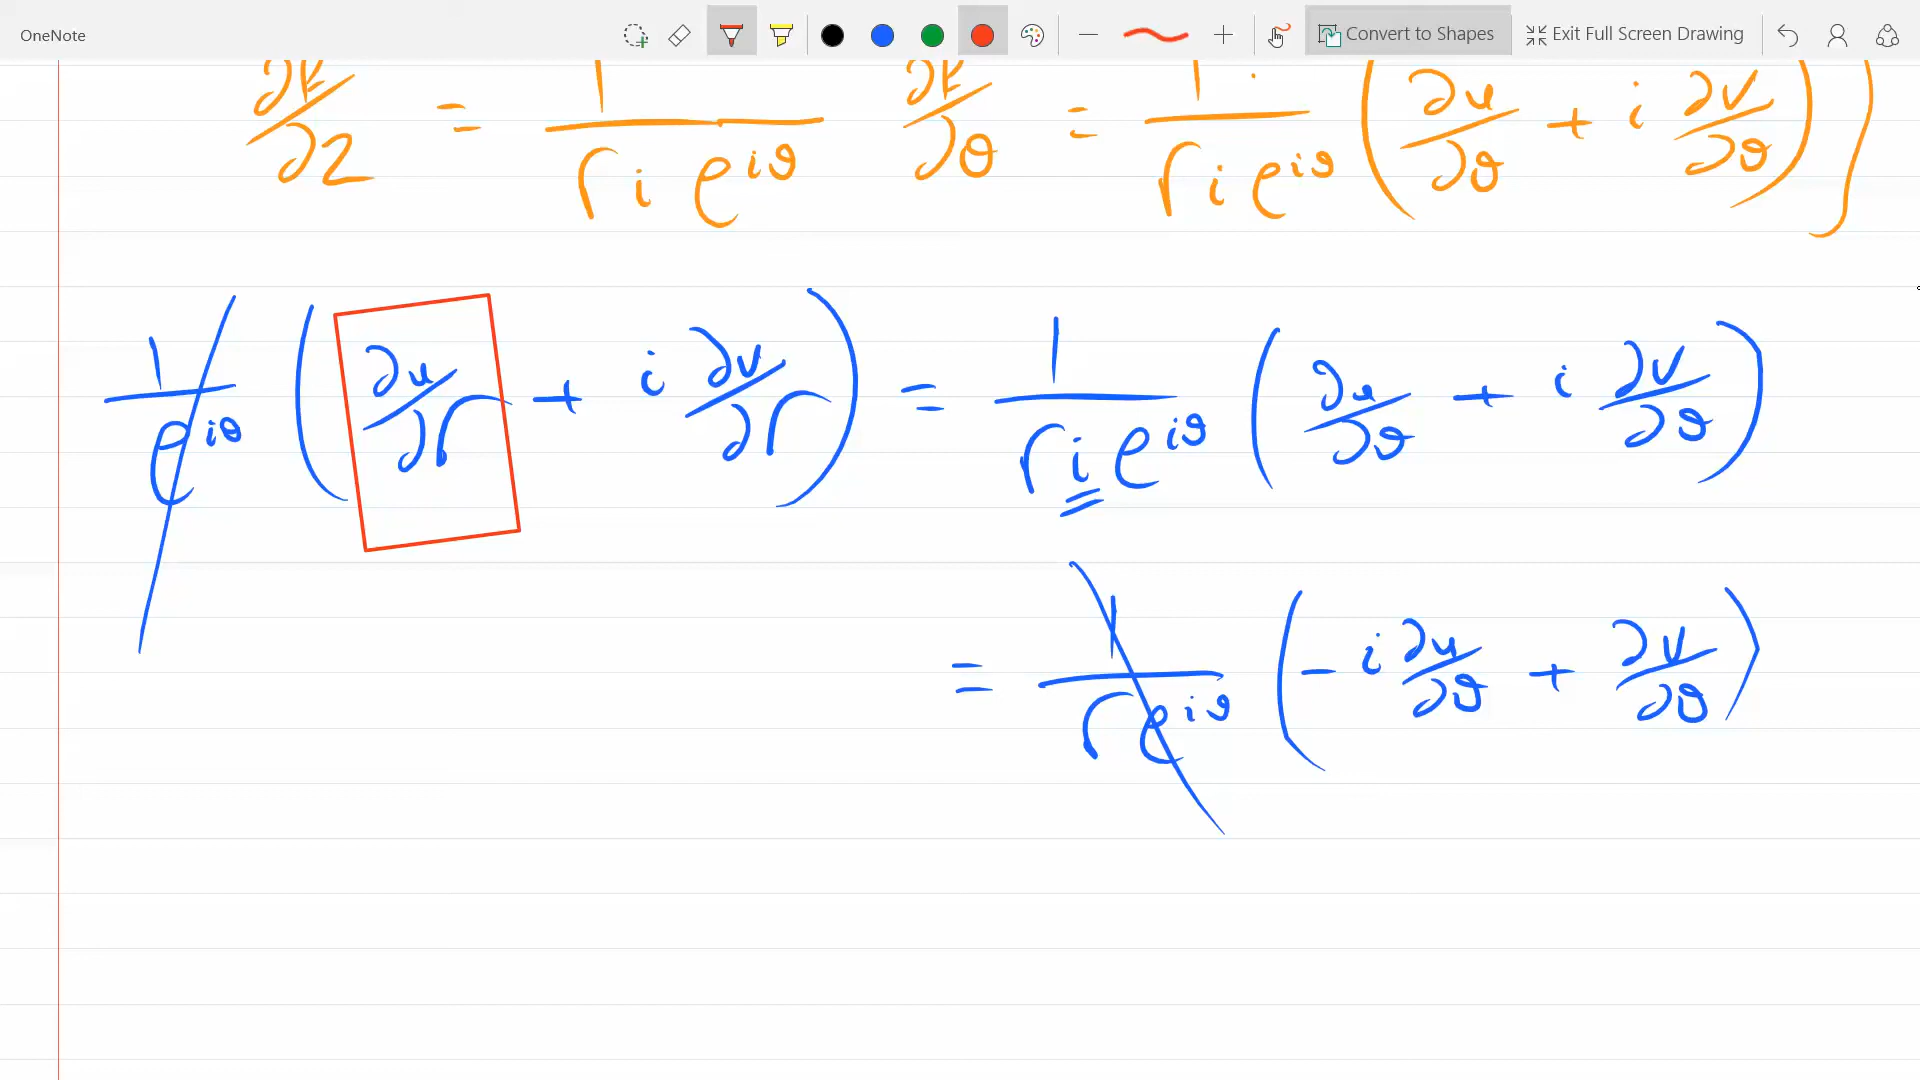 OneNote Convert to Shapes Exit Full Screen Drawing
∂f/∂z = 1/(r i e^{iθ}) ∂f/∂θ = 1/(r i e^{iθ}) (∂u/∂θ + i ∂v/∂θ)
1/e^{iθ} (∂u/∂r + i ∂v/∂r) = 1/(r i e^{iθ}) (∂u/∂θ + i ∂v/∂θ)
= 1/(r e^{iθ}) (- i ∂u/∂θ + ∂v/∂θ)